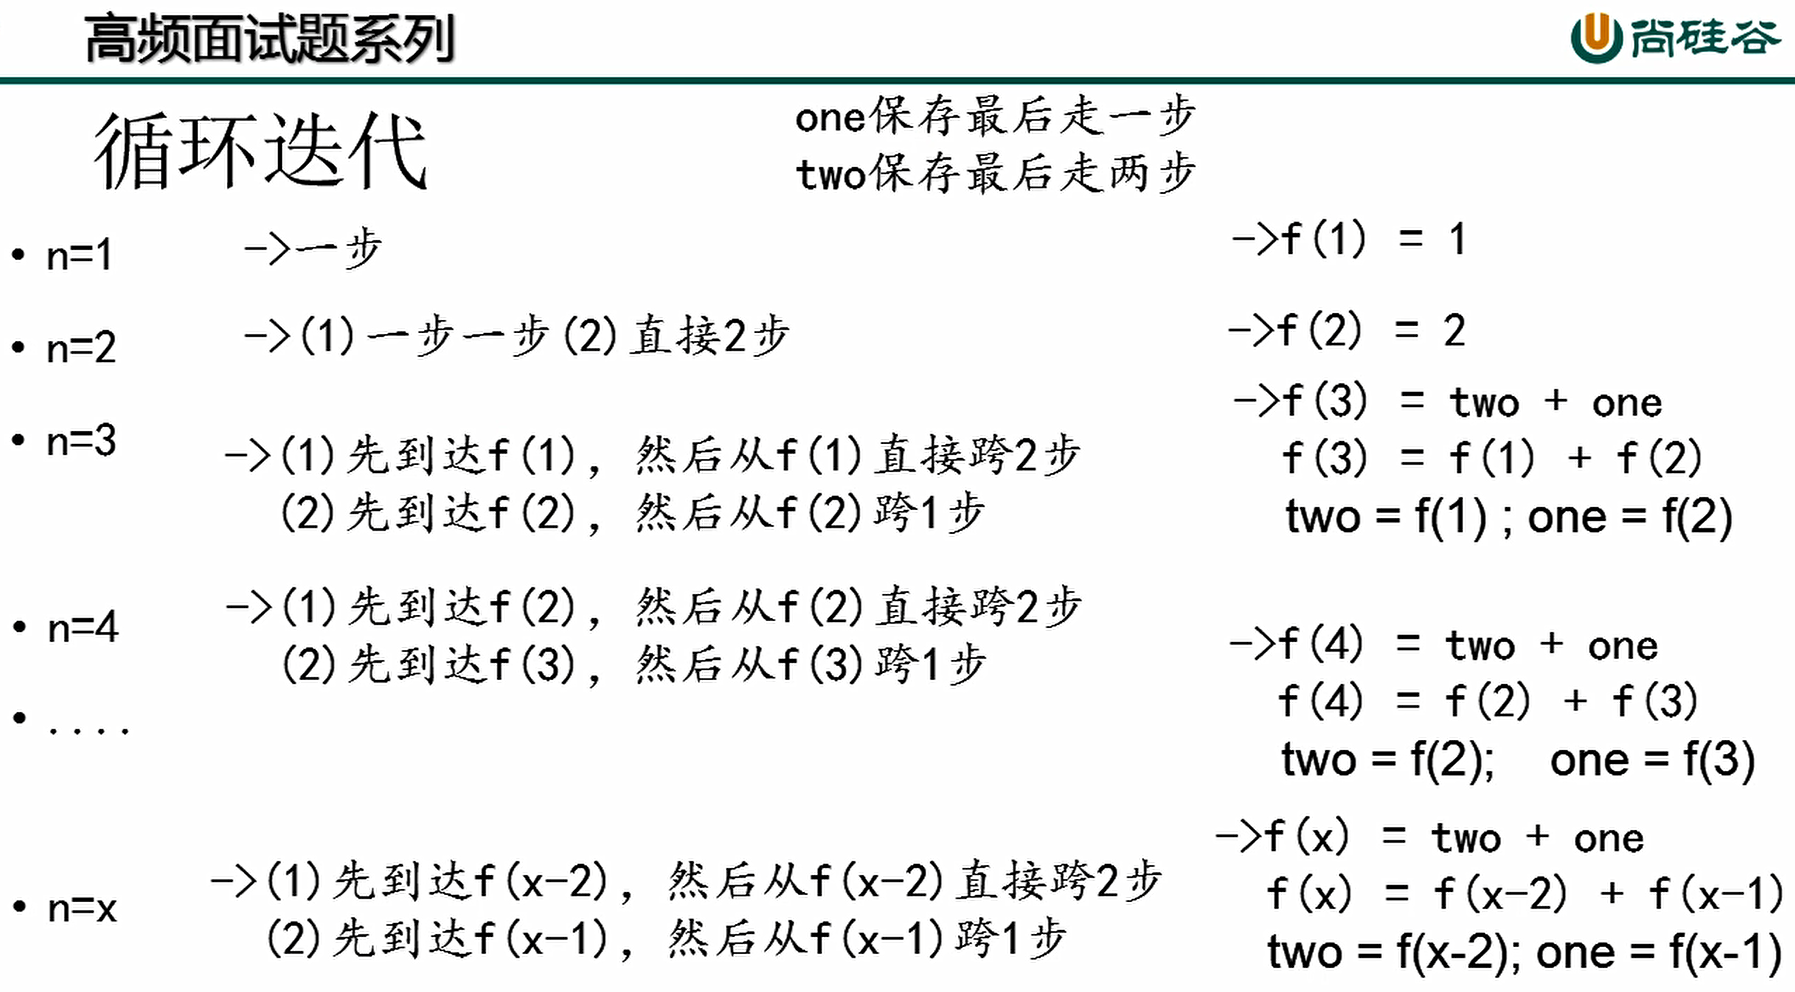 高频面试题系列
尚硅谷
循环迭代
one保存最后走一步
two保存最后走两步
• n=1 ->一步 ->f(1) = 1
• n=2 ->(1)一步一步(2)直接2步 ->f(2) = 2
• n=3 ->(1)先到达f(1)，然后从f(1)直接跨2步
(2)先到达f(2)，然后从f(2)跨1步
->f(3) = two + one
f(3) = f(1) + f(2)
two = f(1) ; one = f(2)
• n=4 ->(1)先到达f(2)，然后从f(2)直接跨2步
(2)先到达f(3)，然后从f(3)跨1步
->f(4) = two + one
f(4) = f(2) + f(3)
two = f(2); one = f(3)
• ....
• n=x ->(1)先到达f(x-2)，然后从f(x-2)直接跨2步
(2)先到达f(x-1)，然后从f(x-1)跨1步
->f(x) = two + one
f(x) = f(x-2) + f(x-1)
two = f(x-2); one = f(x-1)